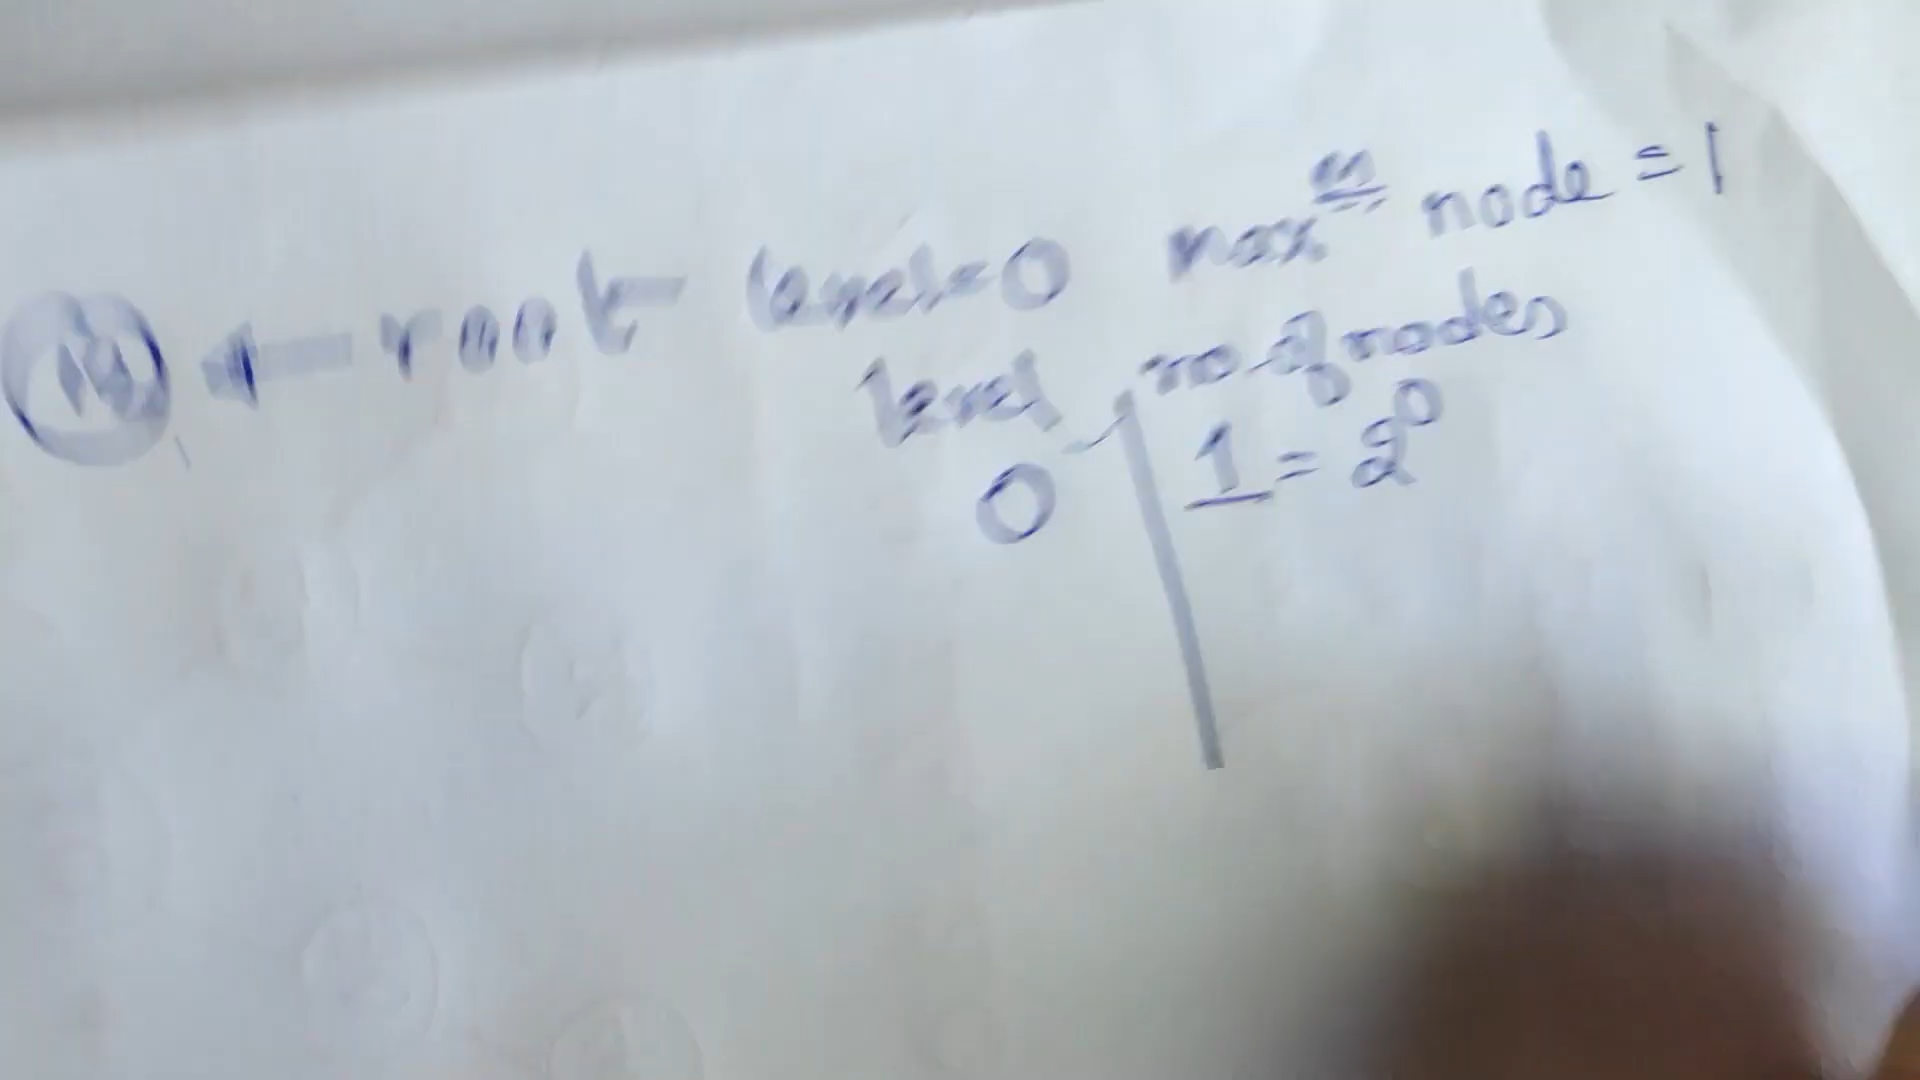 ← root level=0 max^m node = 1
level no. of nodes
0 1 = 2^0